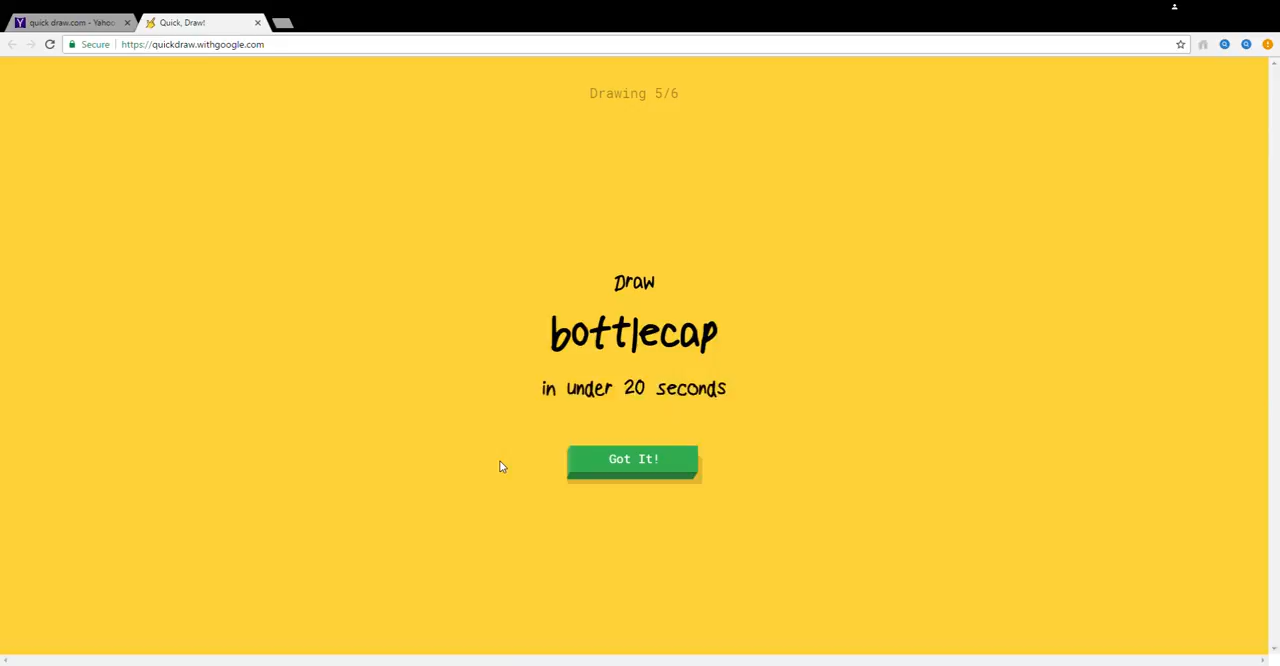 quick draw.com - Yahoo
Quick, Draw!
Secure
https://quickdraw.withgoogle.com
Drawing 5/6
Draw
bottlecap
in under 20 seconds
Got It!